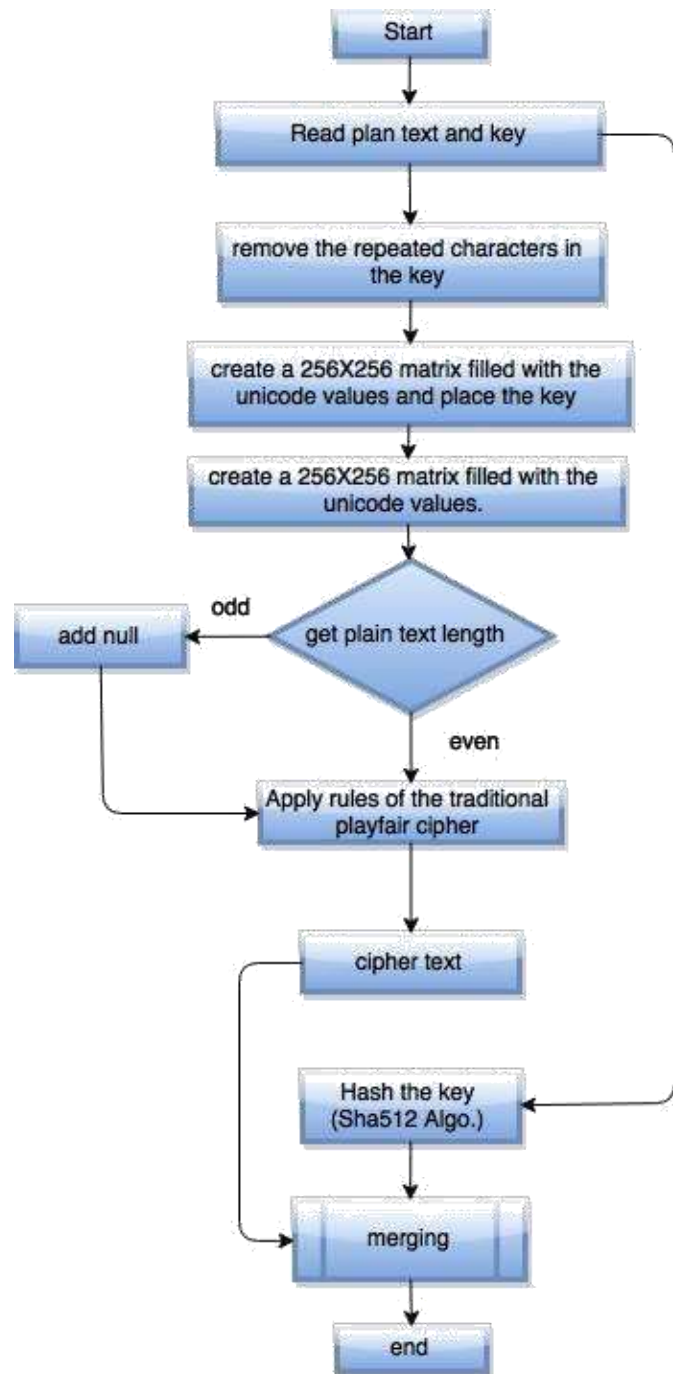 Start
Read plan text and key
remove the repeated characters in
the key
create a 256X256 matrix filled with the
unicode values and place the key
create a 256X256 matrix filled with the
unicode values.
odd
add null
get plain text length
even
Apply rules of the traditional
playfair cipher
cipher text
Hash the key
(Sha512 Algo.)
merging
end